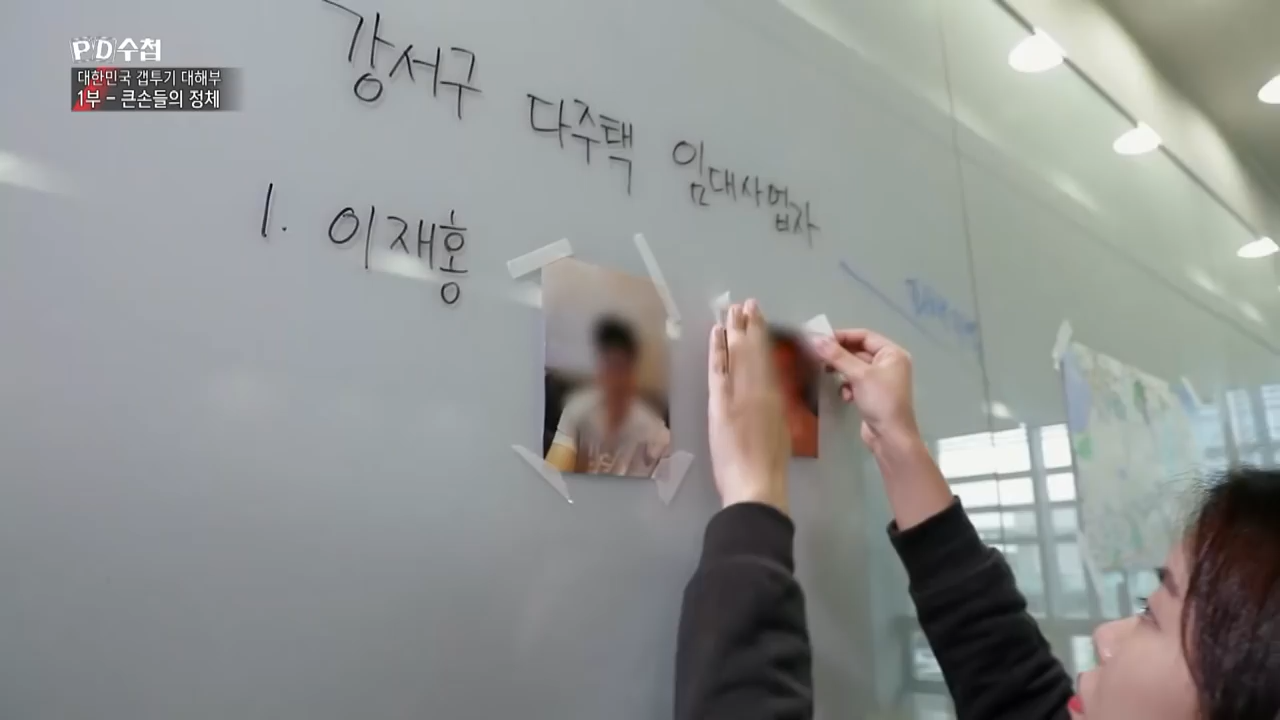 PD수첩
대한민국 갭투기 대해부
1부 - 큰손들의 정체
강서구 다주택 임대사업자
1. 이재홍